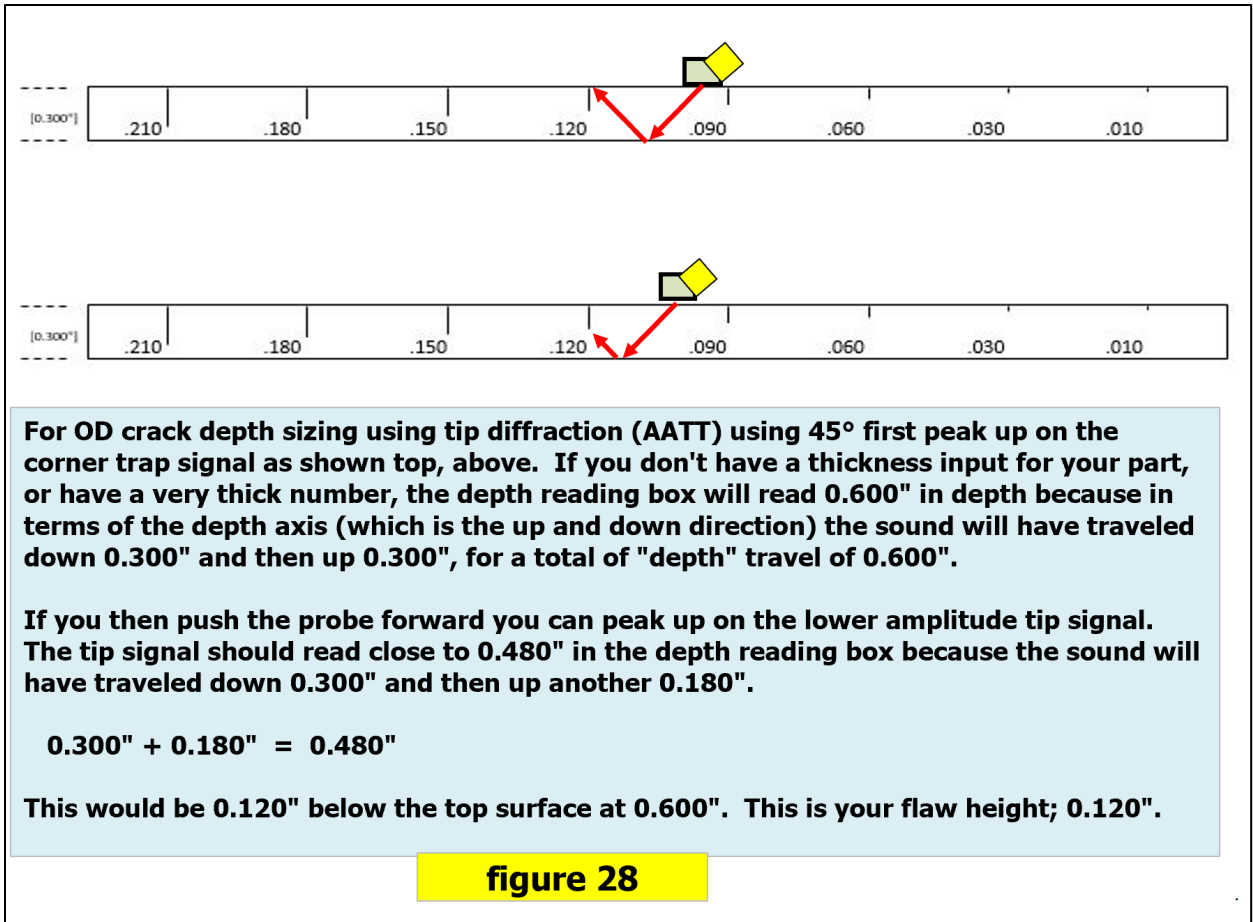 [0.300"]
.210 .180 .150 .120 .090 .060 .030 .010
[0.300"]
.210 .180 .150 .120 .090 .060 .030 .010
For OD crack depth sizing using tip diffraction (AATT) using 45° first peak up on the
corner trap signal as shown top, above.  If you don't have a thickness input for your part,
or have a very thick number, the depth reading box will read 0.600" in depth because in
terms of the depth axis (which is the up and down direction) the sound will have traveled
down 0.300" and then up 0.300", for a total of "depth" travel of 0.600".
If you then push the probe forward you can peak up on the lower amplitude tip signal.
The tip signal should read close to 0.480" in the depth reading box because the sound will
have traveled down 0.300" and then up another 0.180".
0.300" + 0.180"  =  0.480"
This would be 0.120" below the top surface at 0.600".  This is your flaw height; 0.120".
figure 28